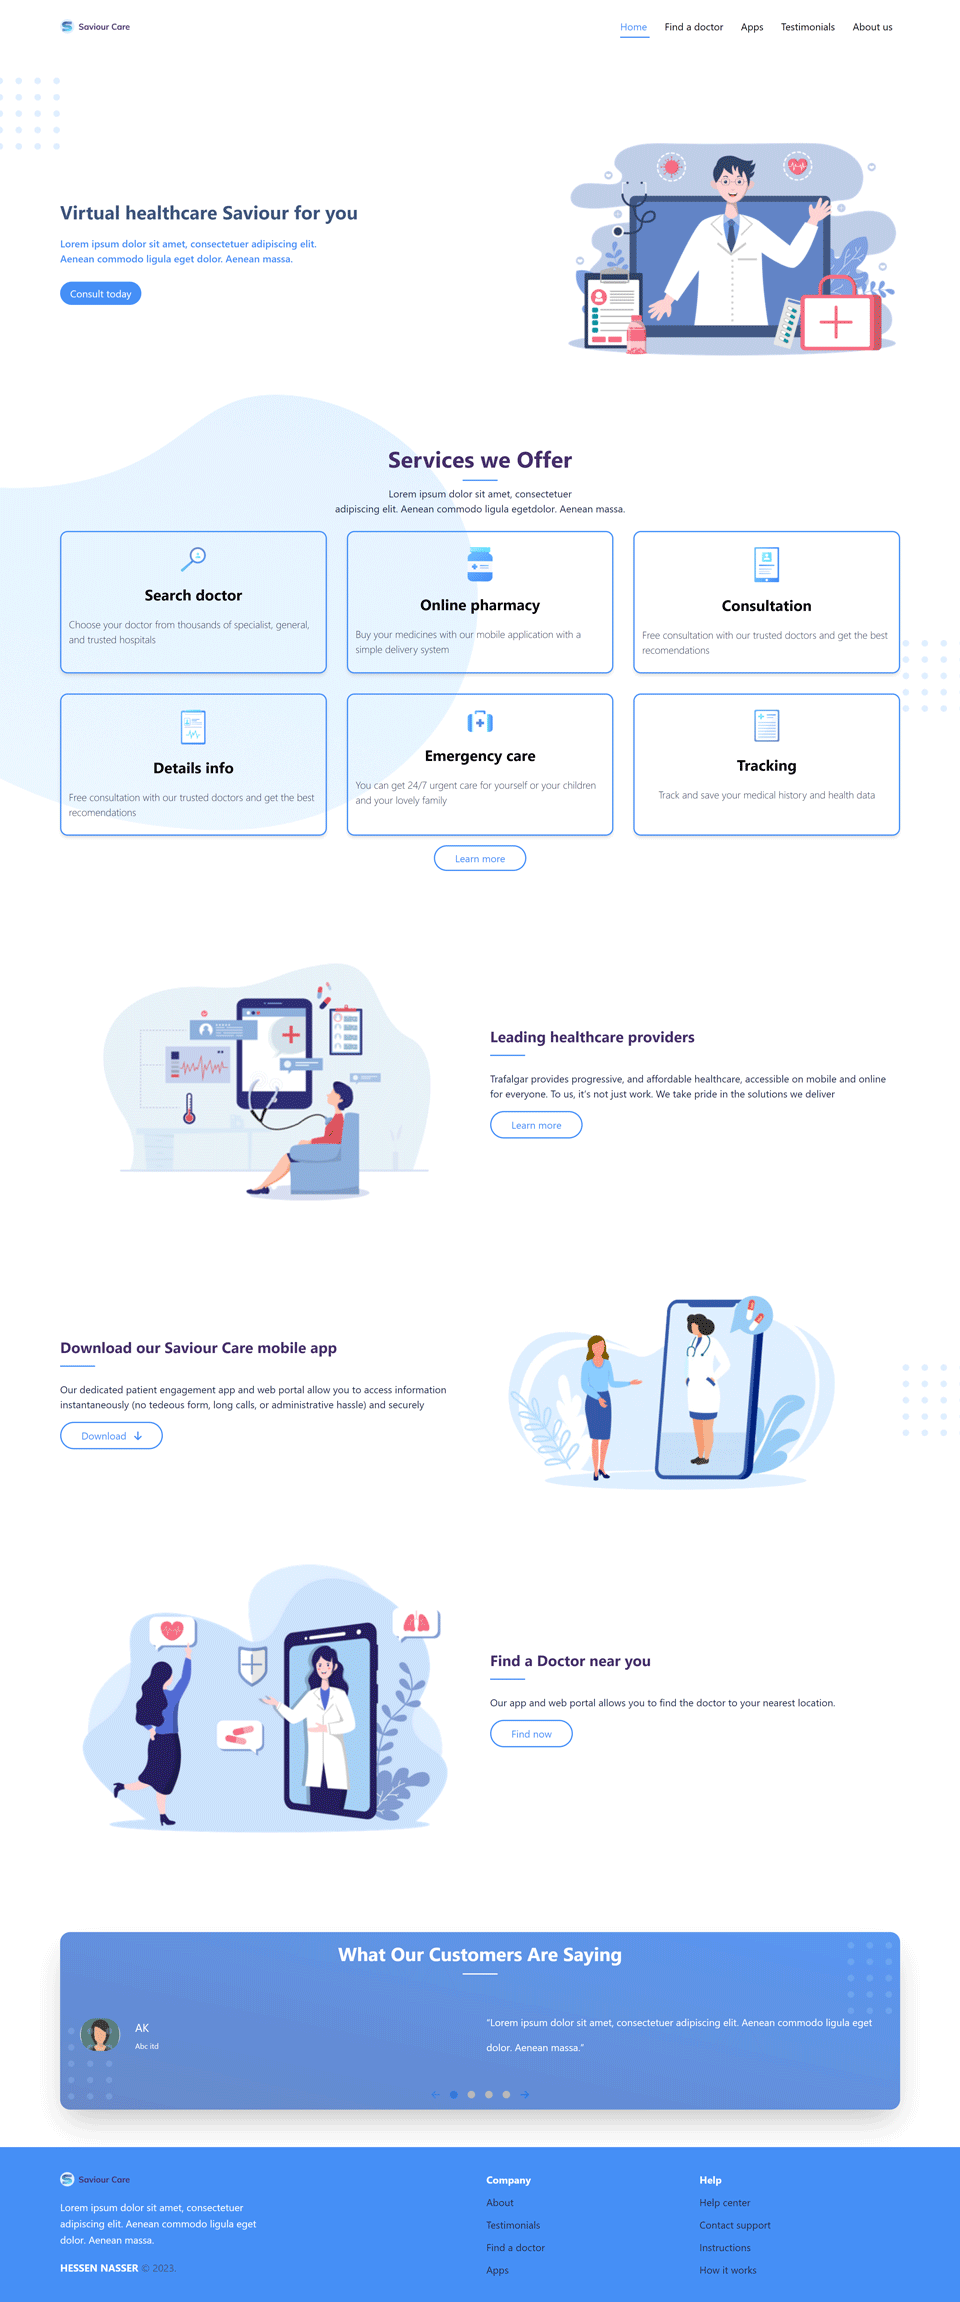 Saviour Care
Home Find a doctor Apps Testimonials About us
Virtual healthcare Saviour for you
Lorem ipsum dolor sit amet, consectetuer adipiscing elit.
Aenean commodo ligula eget dolor. Aenean massa.
Consult today
Services we Offer
Lorem ipsum dolor sit amet, consectetuer
adipiscing elit. Aenean commodo ligula egetdolor. Aenean massa.
Search doctor
Choose your doctor from thousands of specialist, general,
and trusted hospitals
Online pharmacy
Buy your medicines with our mobile application with a
simple delivery system
Consultation
Free consultation with our trusted doctors and get the best
recomendations
Details info
Free consultation with our trusted doctors and get the best
recomendations
Emergency care
You can get 24/7 urgent care for yourself or your children
and your lovely family
Tracking
Track and save your medical history and health data
Learn more
Leading healthcare providers
Trafalgar provides progressive, and affordable healthcare, accessible on mobile and online
for everyone. To us, it's not just work. We take pride in the solutions we deliver
Learn more
Download our Saviour Care mobile app
Our dedicated patient engagement app and web portal allow you to access information
instantaneously (no tedeous form, long calls, or administrative hassle) and securely
Download
Find a Doctor near you
Our app and web portal allows you to find the doctor to your nearest location.
Find now
What Our Customers Are Saying
AK
Abc itd
"Lorem ipsum dolor sit amet, consectetuer adipiscing elit. Aenean commodo ligula eget
dolor. Aenean massa."
Saviour Care
Lorem ipsum dolor sit amet, consectetuer
adipiscing elit. Aenean commodo ligula eget
dolor. Aenean massa.
HESSEN NASSER © 2023.
Company
About
Testimonials
Find a doctor
Apps
Help
Help center
Contact support
Instructions
How it works